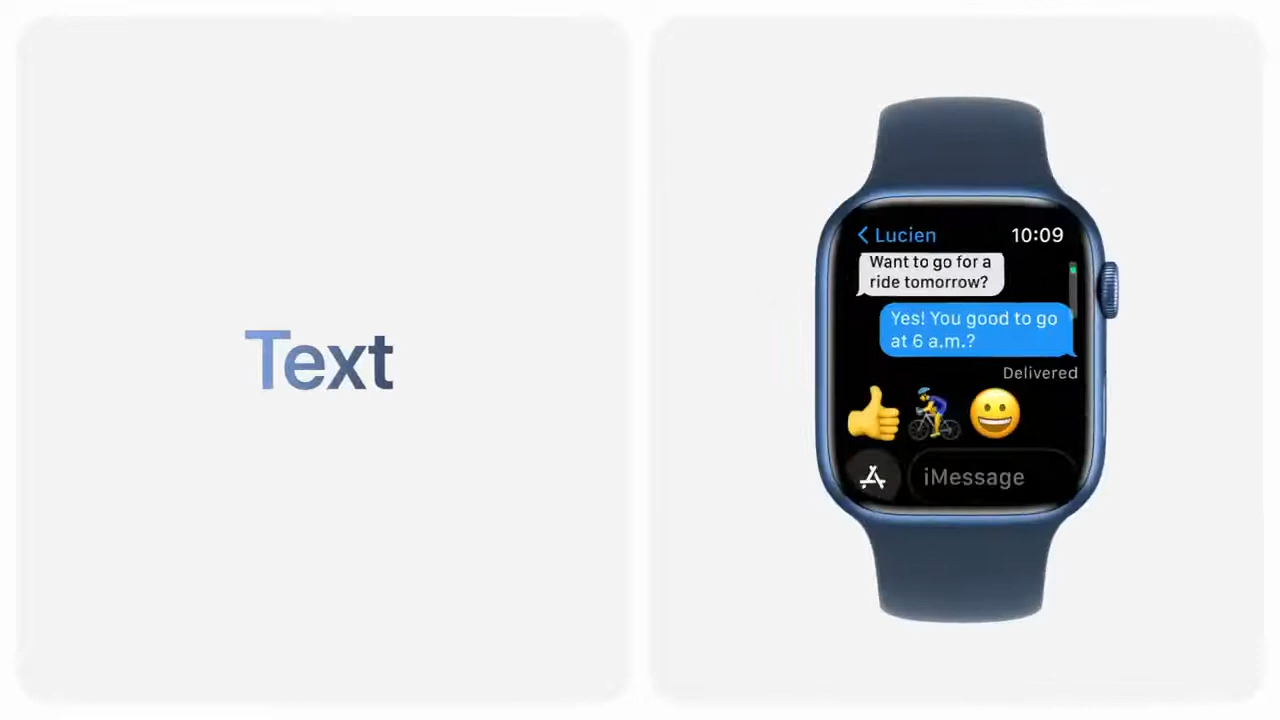 Text
Lucien
10:09
Want to go for a
ride tomorrow?
Yes! You good to go
at 6 a.m.?
Delivered
iMessage